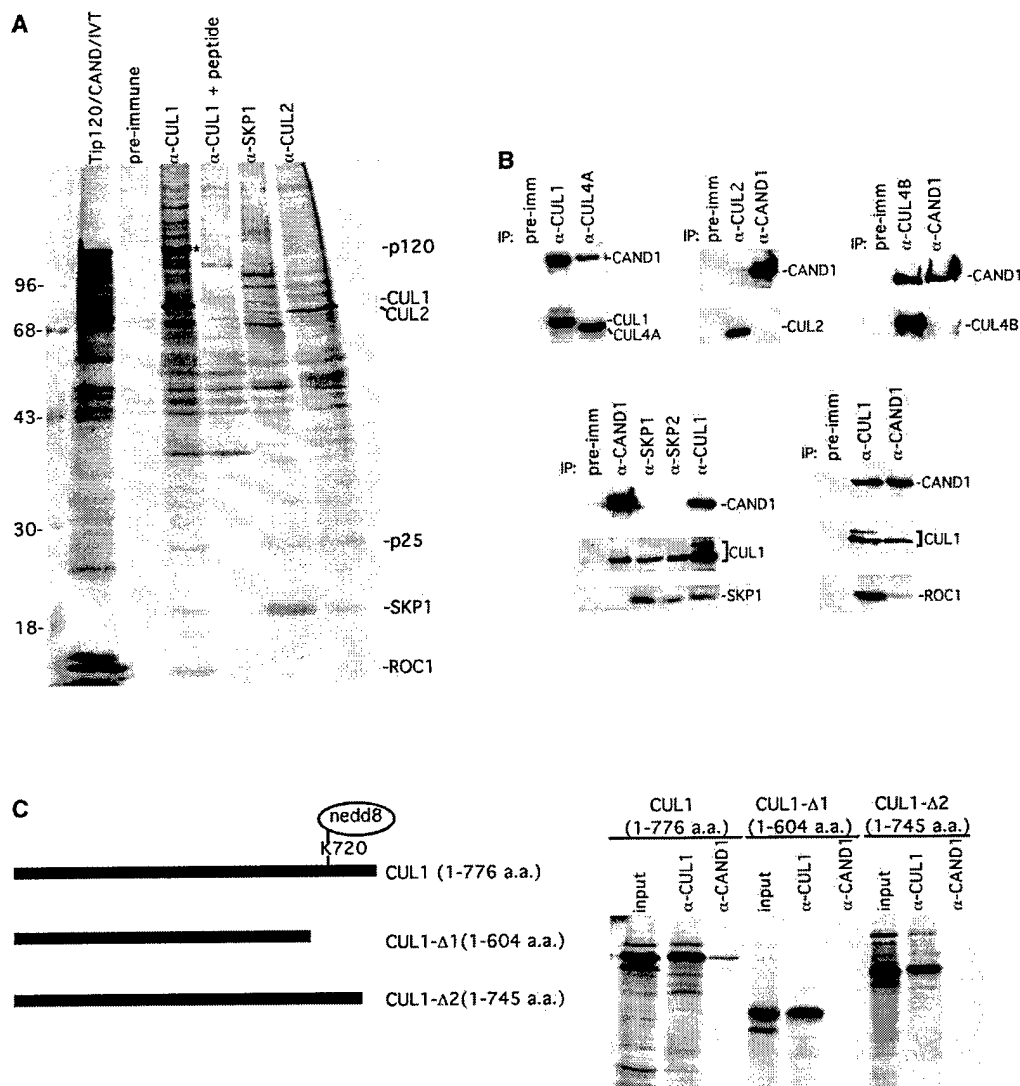 A
Tip120/CAND/IVT
pre-immune
α-CUL1
α-CUL1 + peptide
α-SKP1
α-CUL2
96-
68-
43-
30-
18-
*
-p120
-CUL1
CUL2
-p25
-SKP1
-ROC1
B
IP:
pre-imm
α-CUL1
α-CUL4A
-CAND1
-CUL1
-CUL4A
IP:
pre-imm
α-CUL2
α-CAND1
-CAND1
-CUL2
IP:
pre-imm
α-CUL4B
α-CAND1
-CAND1
-CUL4B
IP:
pre-imm
α-CAND1
α-SKP1
α-SKP2
α-CUL1
-CAND1
]CUL1
-SKP1
IP:
pre-imm
α-CUL1
α-CAND1
-CAND1
]CUL1
-ROC1
C
nedd8
K720
CUL1 (1-776 a.a.)
CUL1-Δ1(1-604 a.a.)
CUL1-Δ2(1-745 a.a.)
CUL1
(1-776 a.a.)
CUL1-Δ1
(1-604 a.a.)
CUL1-Δ2
(1-745 a.a.)
input
α-CUL1
α-CAND1
input
α-CUL1
α-CAND1
input
α-CUL1
α-CAND1